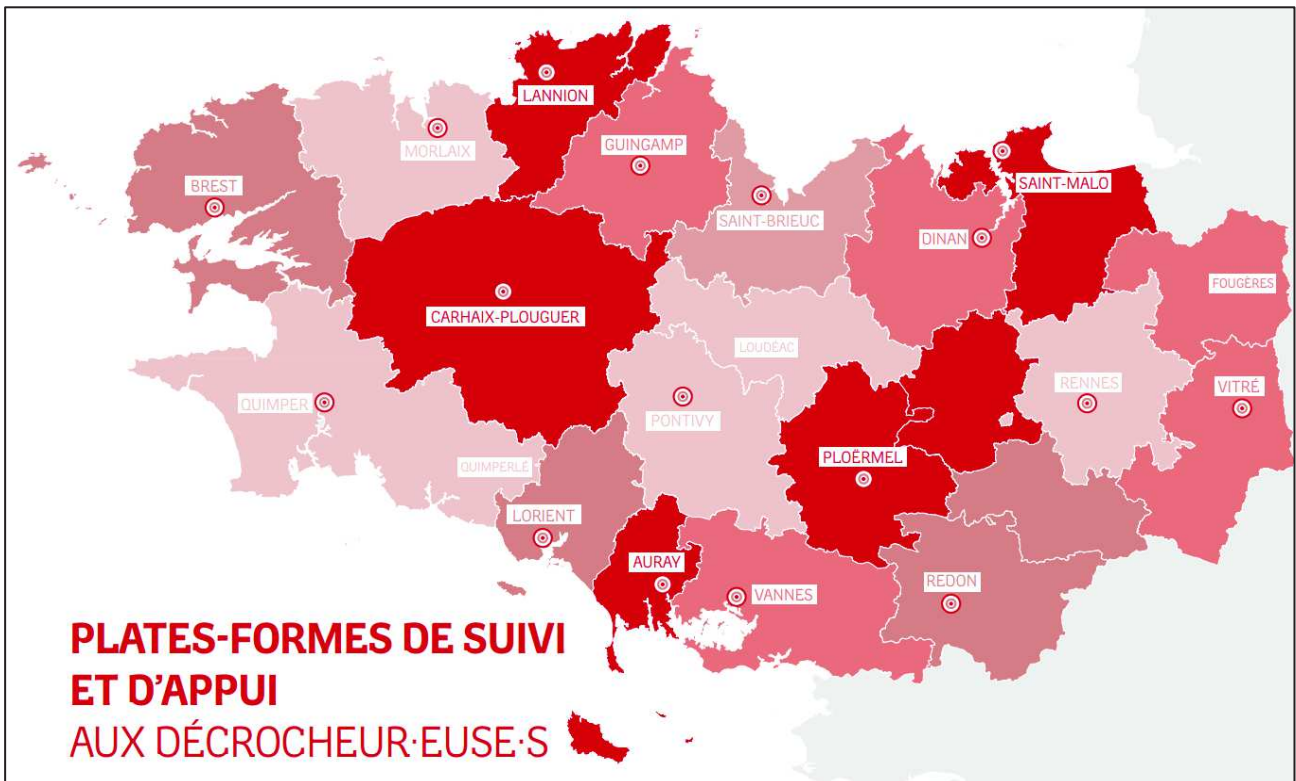 LANNION
MORLAIX
GUINGAMP
SAINT-MALO
BREST
SAINT-BRIEUC
DINAN
FOUGÈRES
CARHAIX-PLOUGUER
LOUDÉAC
RENNES
VITRÉ
QUIMPER
PONTIVY
PLOËRMEL
QUIMPERLÉ
LORIENT
AURAY
REDON
VANNES
PLATES-FORMES DE SUIVI
ET D'APPUI
AUX DÉCROCHEUR·EUSE·S